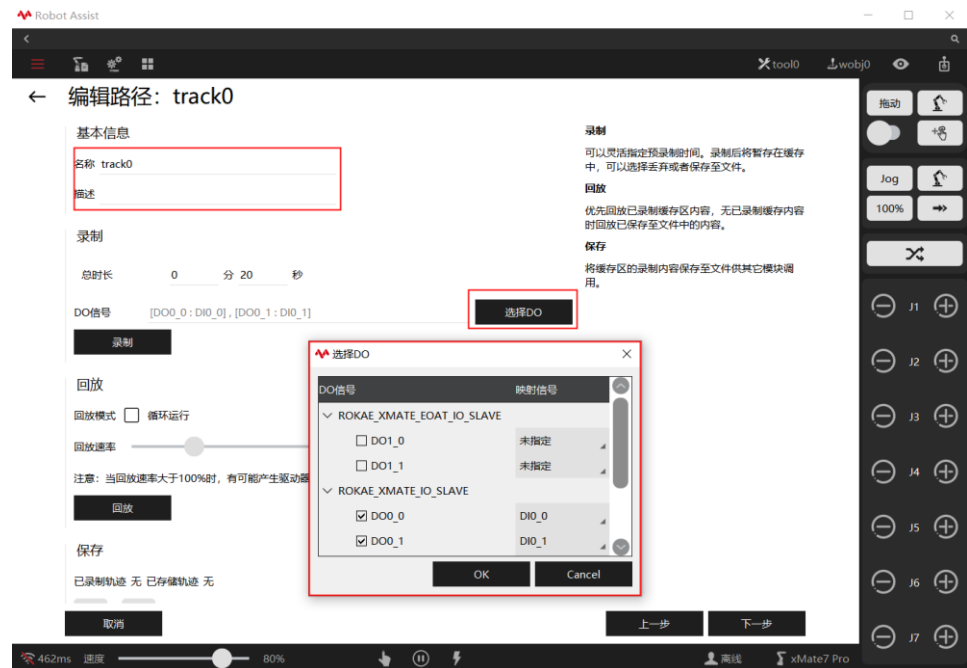 Robot Assist
tool0 wobj0
编辑路径：track0
基本信息
名称 track0
描述
录制
总时长 0 分 20 秒
DO信号 [DO0_0 : DI0_0] , [DO0_1 : DI0_1] 选择DO
录制
回放
回放模式 循环运行
回放速率
注意：当回放速率大于100%时，有可能产生驱动器
回放
保存
已录制轨迹 无 已存储轨迹 无
取消 上一步 下一步
录制
可以灵活指定预录制时间。录制后将暂存在缓存
中，可以选择丢弃或者保存至文件。
回放
优先回放已录制缓存区内容，无已录制缓存内容
时回放已保存至文件中的内容。
保存
将缓存区的录制内容保存至文件供其它模块调
用。
选择DO
DO信号 映射信号
ROKAE_XMATE_EOAT_IO_SLAVE
DO1_0 未指定
DO1_1 未指定
ROKAE_XMATE_IO_SLAVE
DO0_0 DI0_0
DO0_1 DI0_1
OK Cancel
拖动
Jog
100%
J1
J2
J3
J4
J5
J6
J7
462ms 速度 80% 离线 xMate7 Pro